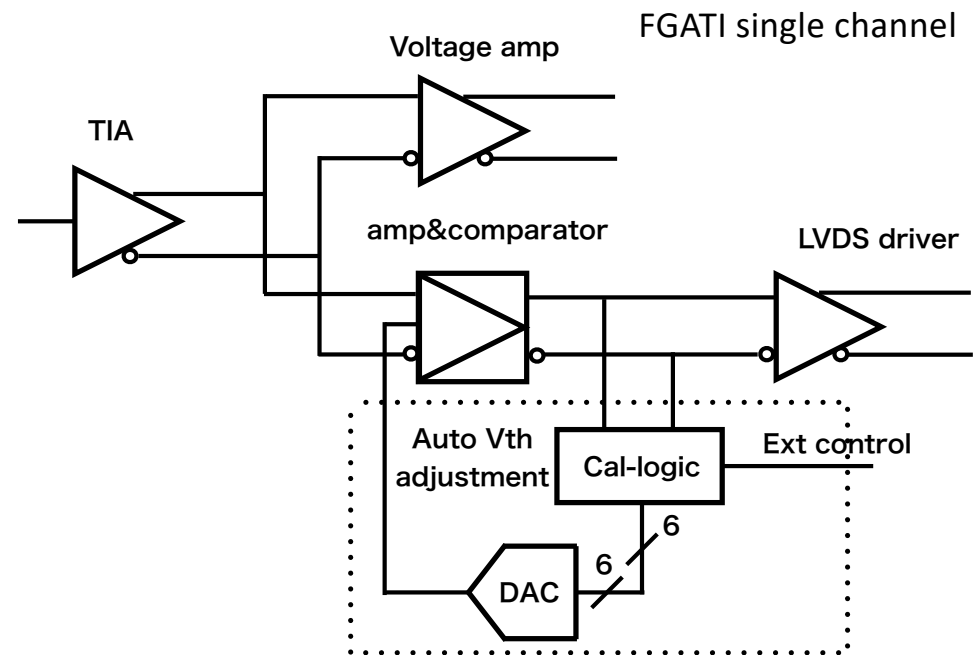 FGATI single channel
Voltage amp
TIA
amp&comparator
LVDS driver
Auto Vth
adjustment
Cal-logic
Ext control
6
6
DAC